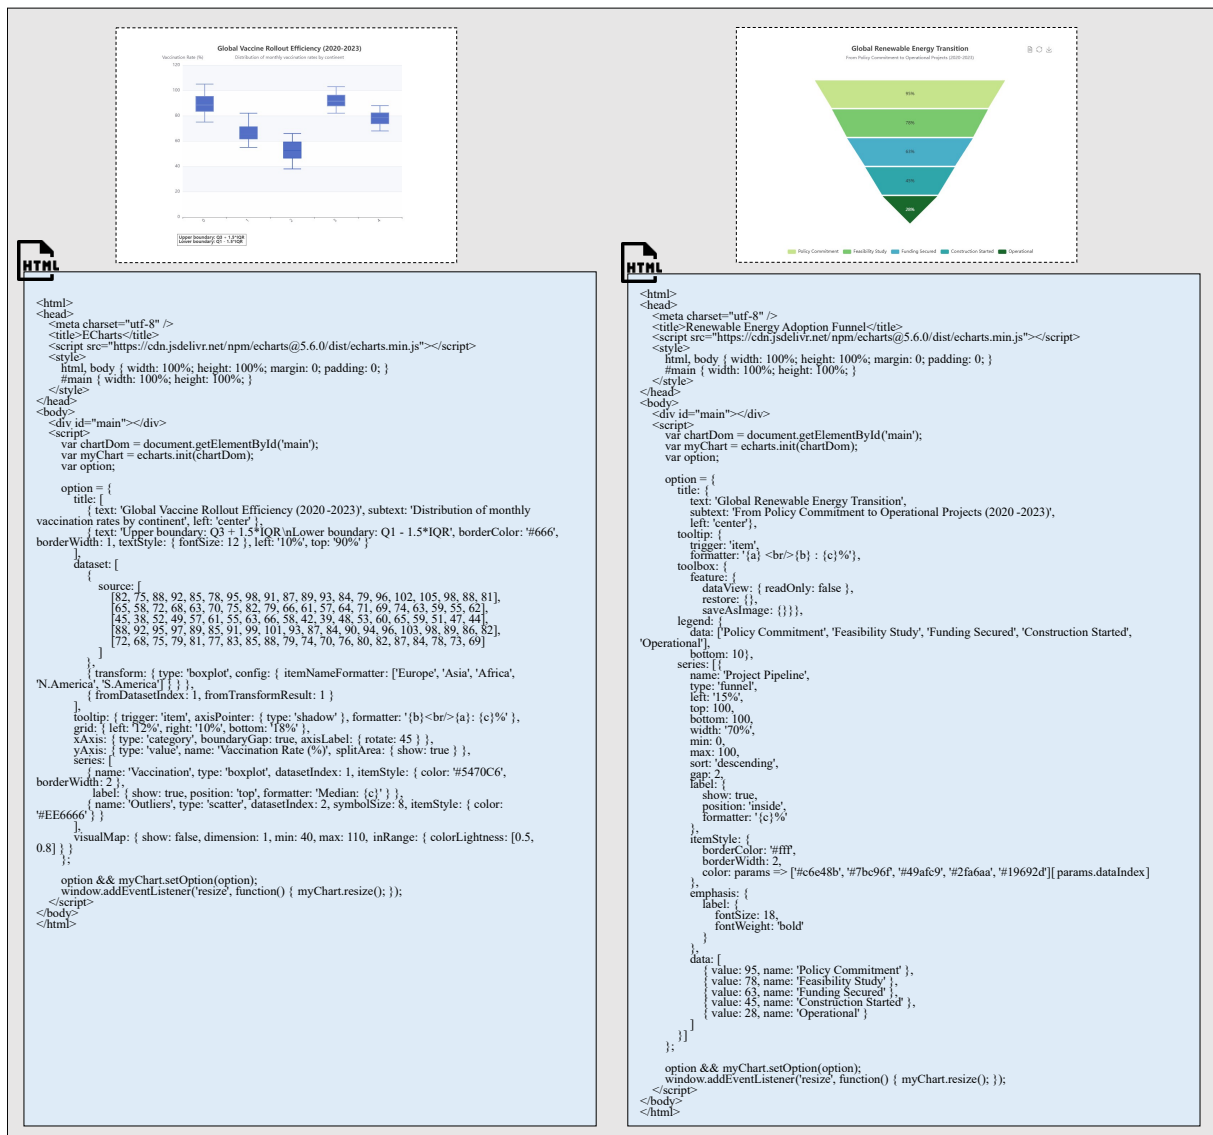 Global Vaccine Rollout Efficiency (2020-2023)
Vaccination Rate (%)
Distribution of monthly vaccination rates by continent
120
100
80
60
40
20
0
Upper boundary: Q3 + 1.5*IQR
Lower boundary: Q1 - 1.5*IQR
HTML
<html>
<head>
<meta charset="utf-8" />
<title>ECharts</title>
<script src="https://cdn.jsdelivr.net/npm/echarts@5.6.0/dist/echarts.min.js"></script>
<style>
html, body { width: 100%; height: 100%; margin: 0; padding: 0; }
#main { width: 100%; height: 100%; }
</style>
</head>
<body>
<div id="main"></div>
<script>
var chartDom = document.getElementById('main');
var myChart = echarts.init(chartDom);
var option;
option = {
title: [
{ text: 'Global Vaccine Rollout Efficiency (2020-2023)', subtext: 'Distribution of monthly
vaccination rates by continent', left: 'center' },
{ text: 'Upper boundary: Q3 + 1.5*IQR\nLower boundary: Q1 - 1.5*IQR', borderColor: '#666',
borderWidth: 1, textStyle: { fontSize: 12 }, left: '10%', top: '90%' }
],
dataset: [
{
source: [
[82, 75, 88, 92, 85, 78, 95, 98, 91, 87, 89, 93, 84, 79, 96, 102, 105, 98, 88, 81],
[65, 58, 72, 68, 63, 70, 75, 82, 79, 66, 61, 57, 64, 71, 69, 74, 63, 59, 55, 62],
[45, 38, 52, 49, 57, 61, 55, 63, 66, 58, 42, 39, 48, 53, 60, 65, 59, 51, 47, 44],
[88, 92, 95, 97, 89, 85, 91, 99, 101, 93, 87, 84, 90, 94, 96, 103, 98, 89, 86, 82],
[72, 68, 75, 79, 81, 77, 83, 85, 88, 79, 74, 70, 76, 80, 82, 87, 84, 78, 73, 69]
]
},
{ transform: { type: 'boxplot', config: { itemNameFormatter: ['Europe', 'Asia', 'Africa',
'N.America', 'S.America'] } } },
{ fromDatasetIndex: 1, fromTransformResult: 1 }
],
tooltip: { trigger: 'item', axisPointer: { type: 'shadow' }, formatter: '{b}<br/>{a}: {c}%' },
grid: { left: '12%', right: '10%', bottom: '18%' },
xAxis: { type: 'category', boundaryGap: true, axisLabel: { rotate: 45 } },
yAxis: { type: 'value', name: 'Vaccination Rate (%)', splitArea: { show: true } },
series: [
{ name: 'Vaccination', type: 'boxplot', datasetIndex: 1, itemStyle: { color: '#5470C6',
borderWidth: 2 },
label: { show: true, position: 'top', formatter: 'Median: {c}' } },
{ name: 'Outliers', type: 'scatter', datasetIndex: 2, symbolSize: 8, itemStyle: { color:
'#EE6666' } }
],
visualMap: { show: false, dimension: 1, min: 40, max: 110, inRange: { colorLightness: [0.5,
0.8] } }
};
option && myChart.setOption(option);
window.addEventListener('resize', function() { myChart.resize(); });
</script>
</body>
</html>
Global Renewable Energy Transition
From Policy Commitment to Operational Projects (2020-2023)
95%
78%
63%
45%
28%
Policy Commitment
Feasibility Study
Funding Secured
Construction Started
Operational
HTML
<html>
<head>
<meta charset="utf-8" />
<title>Renewable Energy Adoption Funnel</title>
<script src="https://cdn.jsdelivr.net/npm/echarts@5.6.0/dist/echarts.min.js"></script>
<style>
html, body { width: 100%; height: 100%; margin: 0; padding: 0; }
#main { width: 100%; height: 100%; }
</style>
</head>
<body>
<div id="main"></div>
<script>
var chartDom = document.getElementById('main');
var myChart = echarts.init(chartDom);
var option;
option = {
title: {
text: 'Global Renewable Energy Transition',
subtext: 'From Policy Commitment to Operational Projects (2020-2023)',
left: 'center'},
tooltip: {
trigger: 'item',
formatter: '{a} <br/>{b} : {c}%'},
toolbox: {
feature: {
dataView: { readOnly: false },
restore: {},
saveAsImage: {}}},
legend: {
data: ['Policy Commitment', 'Feasibility Study', 'Funding Secured', 'Construction Started',
'Operational'],
bottom: 10},
series: [{
name: 'Project Pipeline',
type: 'funnel',
left: '15%',
top: 100,
bottom: 100,
width: '70%',
min: 0,
max: 100,
sort: 'descending',
gap: 2,
label: {
show: true,
position: 'inside',
formatter: '{c}%'
},
itemStyle: {
borderColor: '#fff',
borderWidth: 2,
color: params => ['#c6e48b', '#7bc96f', '#49afc9', '#2fa6aa', '#19692d'][params.dataIndex]
},
emphasis: {
label: {
fontSize: 18,
fontWeight: 'bold'
}
},
data: [
{ value: 95, name: 'Policy Commitment' },
{ value: 78, name: 'Feasibility Study' },
{ value: 63, name: 'Funding Secured' },
{ value: 45, name: 'Construction Started' },
{ value: 28, name: 'Operational' }
]
}]
};
option && myChart.setOption(option);
window.addEventListener('resize', function() { myChart.resize(); });
</script>
</body>
</html>